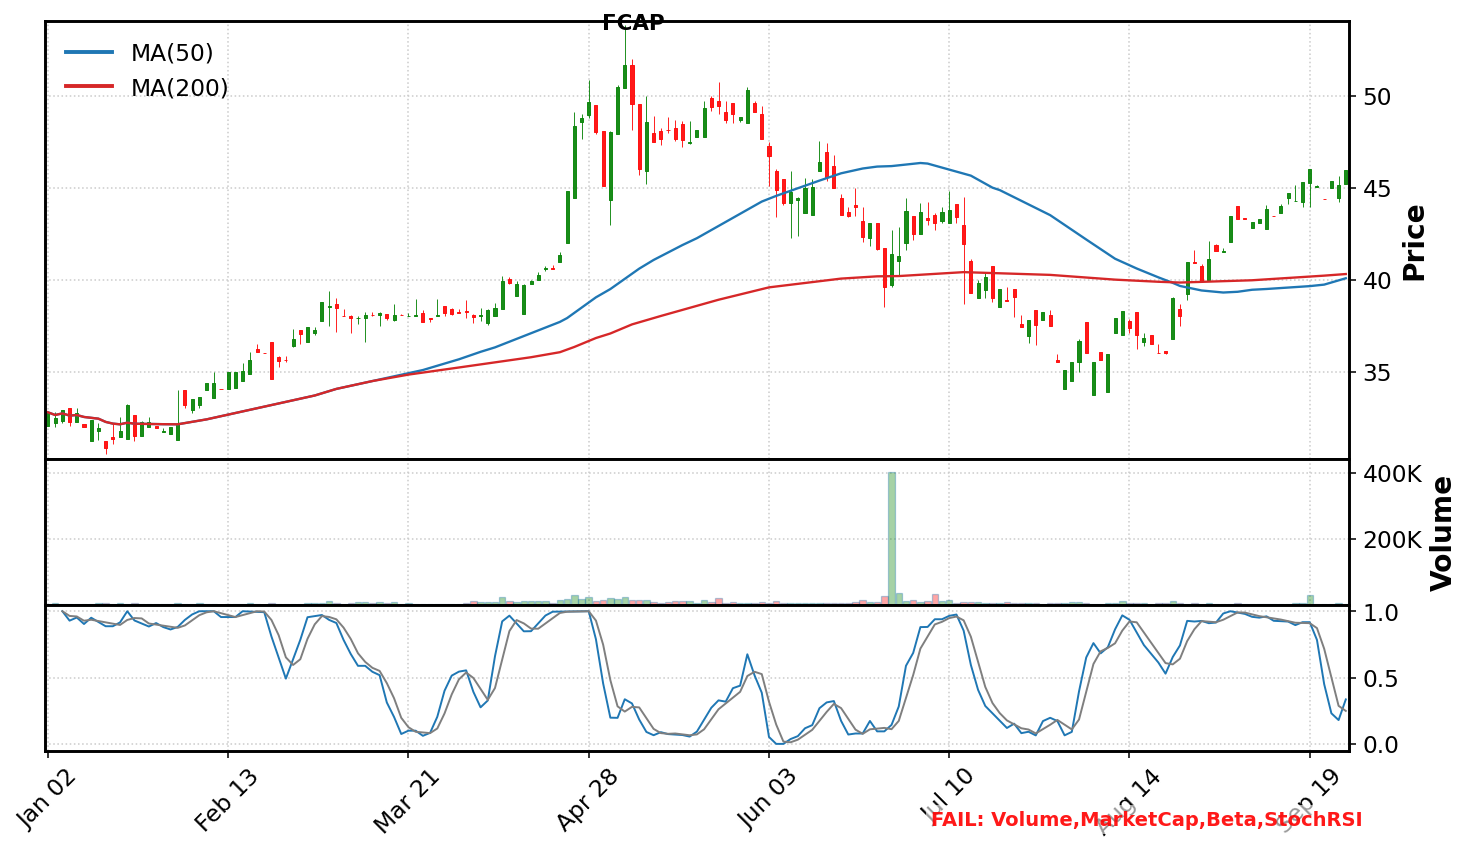 FCAP
MA(50)
MA(200)
50
45
40
35
Price
400K
200K
Volume
1.0
0.5
0.0
Jan 02
Feb 13
Mar 21
Apr 28
Jun 03
Jul 10
Aug 14
Sep 19
FAIL: Volume,MarketCap,Beta,StochRSI